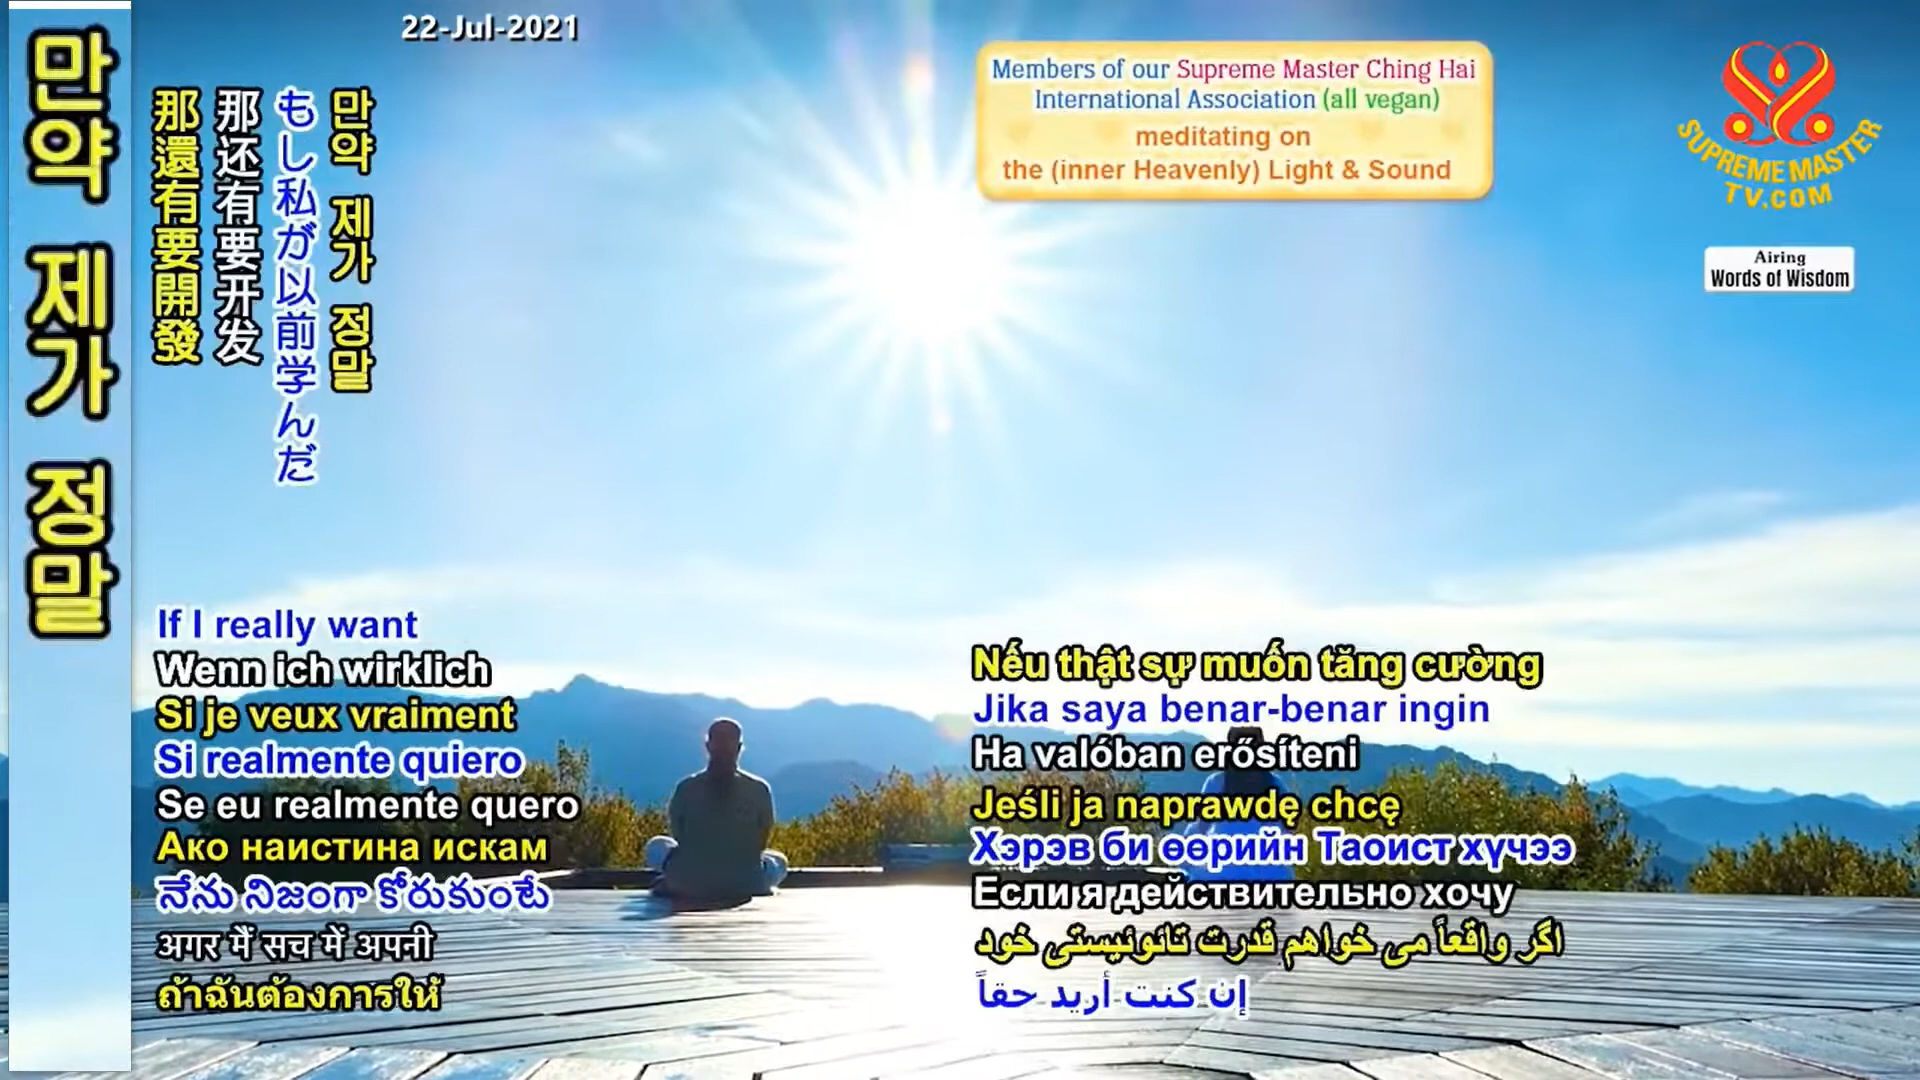 22-Jul-2021
만약 제가 정말
만약 제가 정말
もし私が以前学んだ
那还有要开发
那還有要開發
Members of our Supreme Master Ching Hai
International Association (all vegan)
meditating on
the (inner Heavenly) Light & Sound
SUPREME MASTER
TV.COM
Airing
Words of Wisdom
If I really want
Wenn ich wirklich
Si je veux vraiment
Si realmente quiero
Se eu realmente quero
Ако наистина искам
నేను నిజంగా కోరుకుంటే
अगर मैं सच में अपनी
ถ้าฉันต้องการให้
Nếu thật sự muốn tăng cường
Jika saya benar-benar ingin
Ha valóban erősíteni
Jeśli ja naprawdę chcę
Хэрэв би өөрийн Таоист хүчээ
Если я действительно хочу
اگر واقعاً می خواهم قدرت تائوئیستی خود
إن كنت أريد حقاً